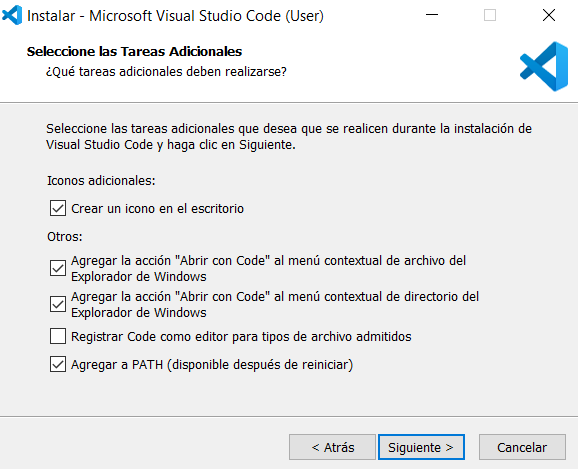 Instalar - Microsoft Visual Studio Code (User)
Seleccione las Tareas Adicionales
¿Qué tareas adicionales deben realizarse?
Seleccione las tareas adicionales que desea que se realicen durante la instalación de
Visual Studio Code y haga clic en Siguiente.
Iconos adicionales:
Crear un icono en el escritorio
Otros:
Agregar la acción "Abrir con Code" al menú contextual de archivo del
Explorador de Windows
Agregar la acción "Abrir con Code" al menú contextual de directorio del
Explorador de Windows
Registrar Code como editor para tipos de archivo admitidos
Agregar a PATH (disponible después de reiniciar)
< Atrás
Siguiente >
Cancelar